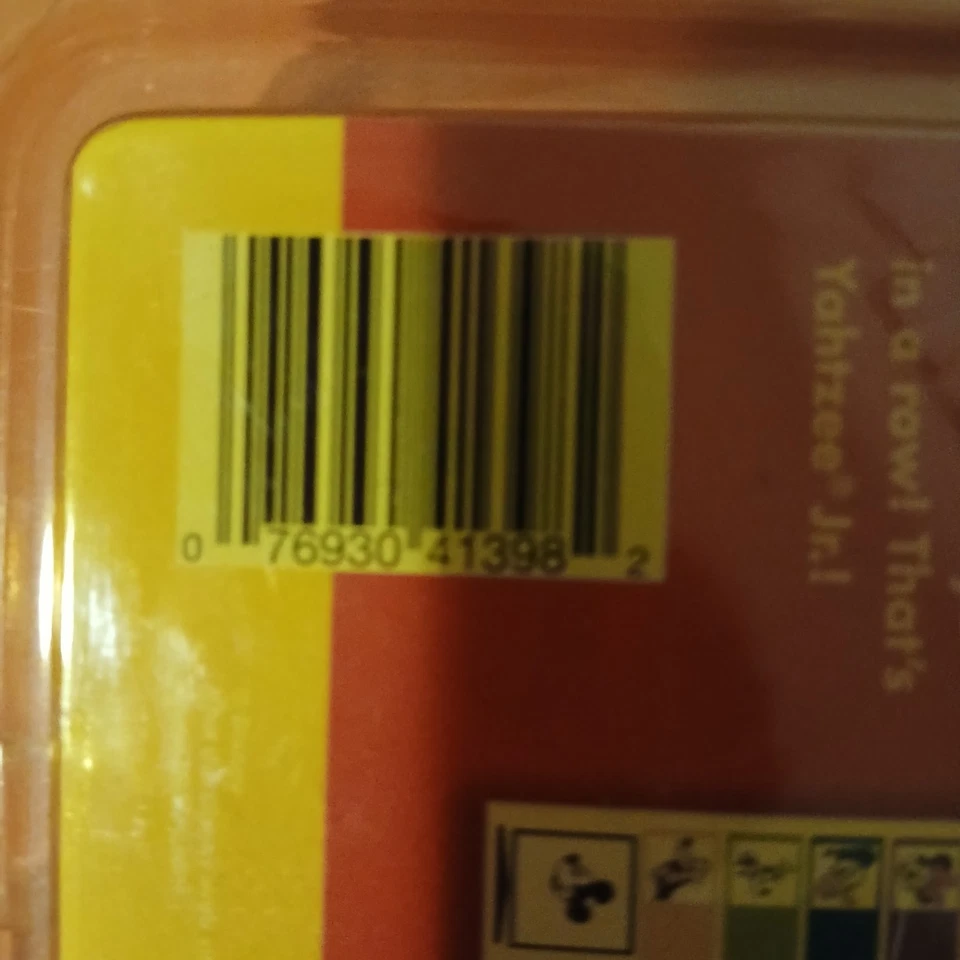 0 76930 41398 2
in a row! That's
Yahtzee® Jr.!